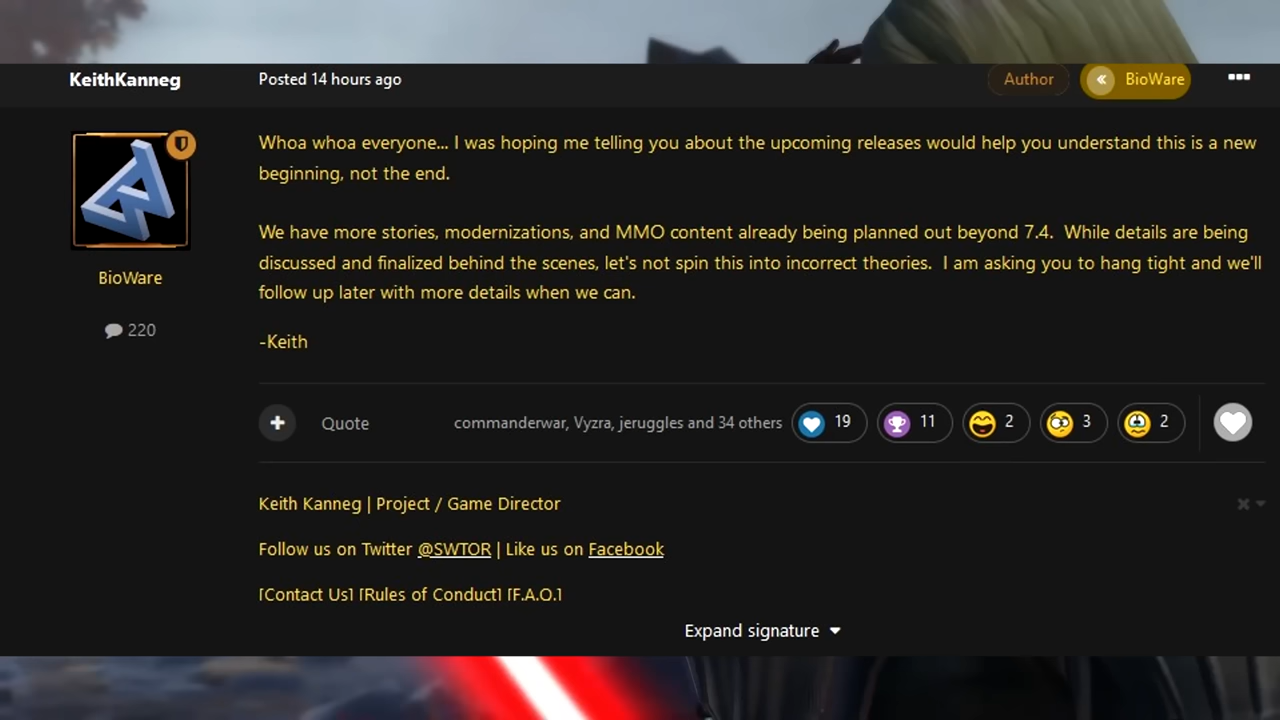 KeithKanneg
Posted 14 hours ago
Author
BioWare
Whoa whoa everyone... I was hoping me telling you about the upcoming releases would help you understand this is a new
beginning, not the end.
We have more stories, modernizations, and MMO content already being planned out beyond 7.4.  While details are being
discussed and finalized behind the scenes, let's not spin this into incorrect theories.  I am asking you to hang tight and we'll
follow up later with more details when we can.
-Keith
BioWare
220
Quote
commanderwar, Vyzra, jeruggles and 34 others
19
11
2
3
2
Keith Kanneg | Project / Game Director
Follow us on Twitter @SWTOR | Like us on Facebook
[Contact Us] [Rules of Conduct] [F.A.Q.]
Expand signature